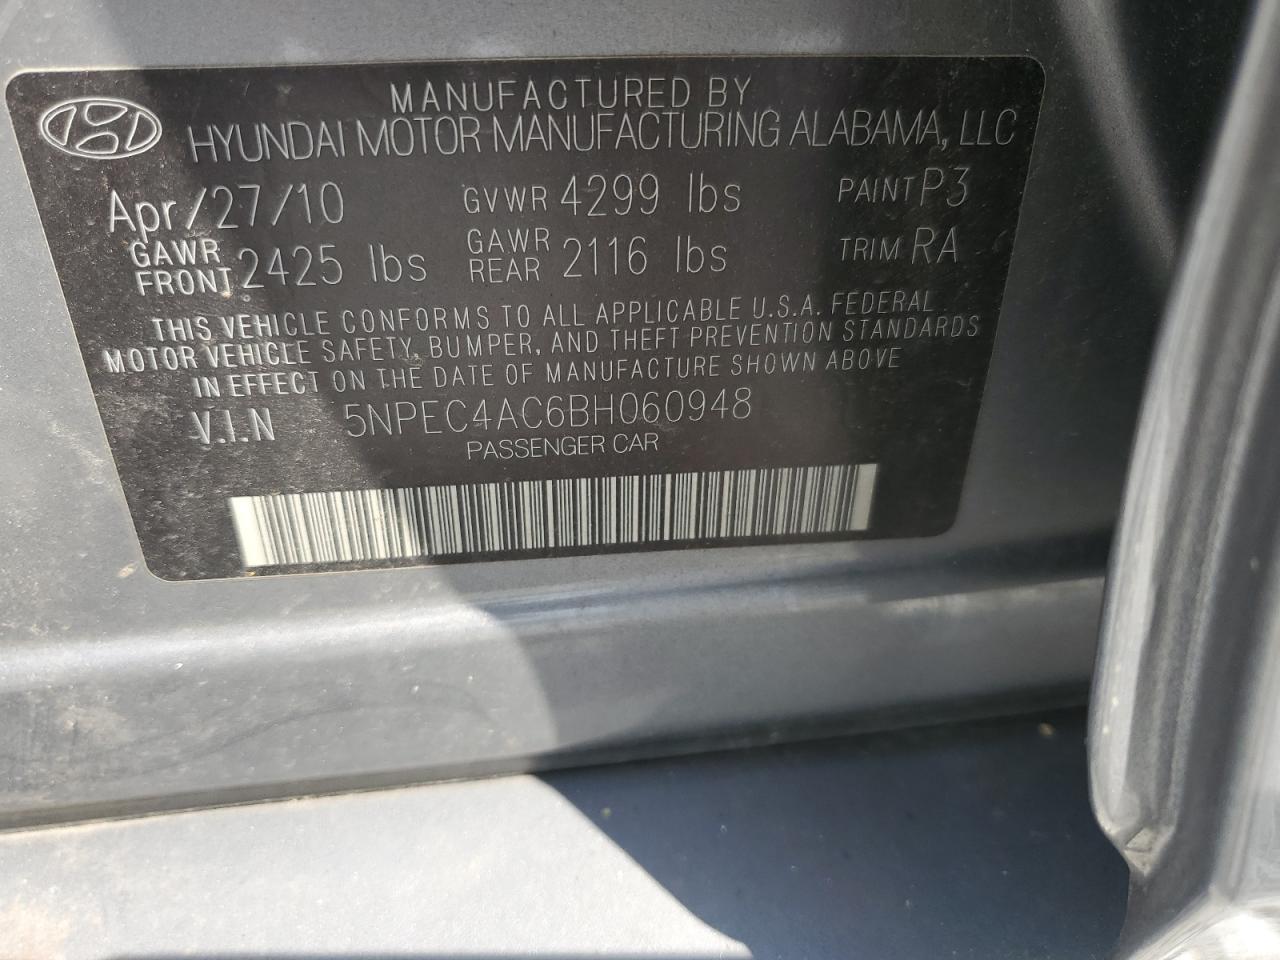 MANUFACTURED BY
HYUNDAI MOTOR MANUFACTURING ALABAMA, LLC
Apr/27/10 GVWR 4299 lbs PAINT P3
GAWR FRONT 2425 lbs GAWR REAR 2116 lbs TRIM RA
THIS VEHICLE CONFORMS TO ALL APPLICABLE U.S.A. FEDERAL
MOTOR VEHICLE SAFETY, BUMPER, AND THEFT PREVENTION STANDARDS
IN EFFECT ON THE DATE OF MANUFACTURE SHOWN ABOVE
V.I.N 5NPEC4AC6BH060948
PASSENGER CAR